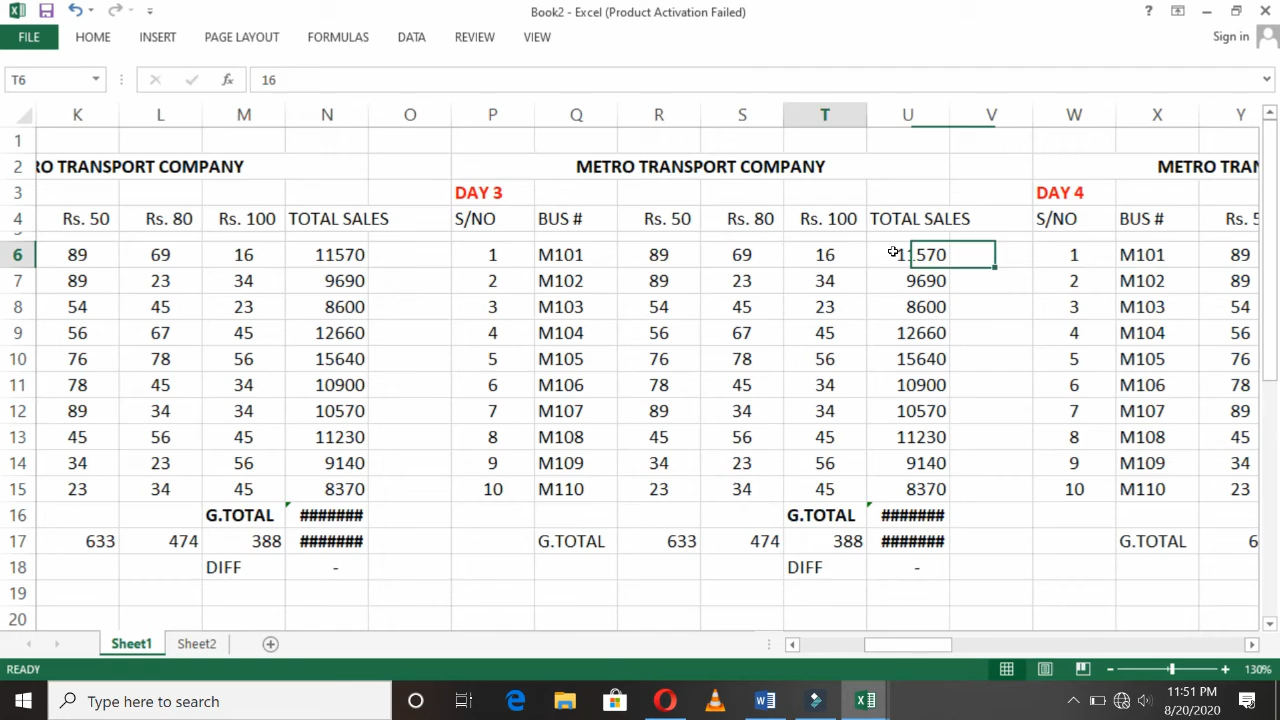 Book2 - Excel (Product Activation Failed)
?
FILE HOME INSERT PAGE LAYOUT FORMULAS DATA REVIEW VIEW Sign in
T6 fx 16
K L M N O P Q R S T U V W X Y
1
2 RO TRANSPORT COMPANY METRO TRANSPORT COMPANY METRO TRAN
3 DAY 3 DAY 4
4 Rs. 50 Rs. 80 Rs. 100 TOTAL SALES S/NO BUS # Rs. 50 Rs. 80 Rs. 100 TOTAL SALES S/NO BUS # Rs. 5
6 89 69 16 11570 1 M101 89 69 16 11570 1 M101 89
7 89 23 34 9690 2 M102 89 23 34 9690 2 M102 89
8 54 45 23 8600 3 M103 54 45 23 8600 3 M103 54
9 56 67 45 12660 4 M104 56 67 45 12660 4 M104 56
10 76 78 56 15640 5 M105 76 78 56 15640 5 M105 76
11 78 45 34 10900 6 M106 78 45 34 10900 6 M106 78
12 89 34 34 10570 7 M107 89 34 34 10570 7 M107 89
13 45 56 45 11230 8 M108 45 56 45 11230 8 M108 45
14 34 23 56 9140 9 M109 34 23 56 9140 9 M109 34
15 23 34 45 8370 10 M110 23 34 45 8370 10 M110 23
16 G.TOTAL ####### G.TOTAL #######
17 633 474 388 ####### G.TOTAL 633 474 388 ####### G.TOTAL 6
18 DIFF - DIFF -
19
20
Sheet1 Sheet2
READY 130%
Type here to search 11:51 PM
8/20/2020